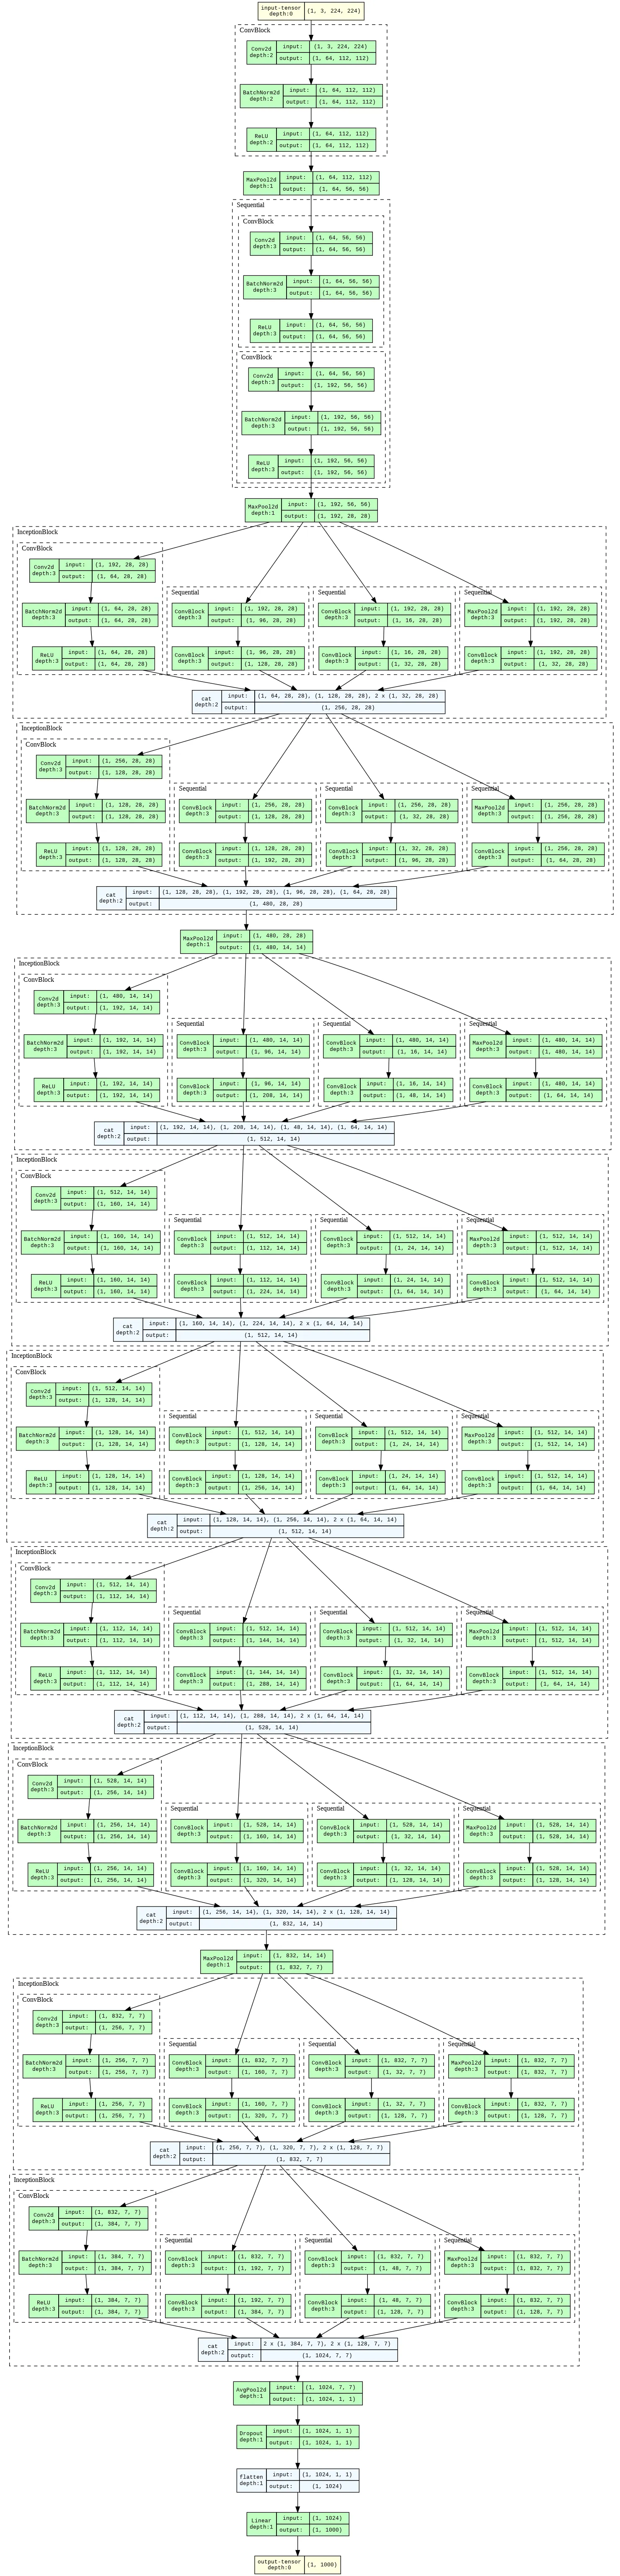 input-tensor
depth:0 (1, 3, 224, 224)
ConvBlock
Conv2d input: (1, 3, 224, 224)
depth:2 output: (1, 64, 112, 112)
BatchNorm2d input: (1, 64, 112, 112)
depth:2 output: (1, 64, 112, 112)
ReLU input: (1, 64, 112, 112)
depth:2 output: (1, 64, 112, 112)
MaxPool2d input: (1, 64, 112, 112)
depth:1 output: (1, 64, 56, 56)
Sequential
ConvBlock
Conv2d input: (1, 64, 56, 56)
depth:3 output: (1, 64, 56, 56)
BatchNorm2d input: (1, 64, 56, 56)
depth:3 output: (1, 64, 56, 56)
ReLU input: (1, 64, 56, 56)
depth:3 output: (1, 64, 56, 56)
ConvBlock
Conv2d input: (1, 64, 56, 56)
depth:3 output: (1, 192, 56, 56)
BatchNorm2d input: (1, 192, 56, 56)
depth:3 output: (1, 192, 56, 56)
ReLU input: (1, 192, 56, 56)
depth:3 output: (1, 192, 56, 56)
MaxPool2d input: (1, 192, 56, 56)
depth:1 output: (1, 192, 28, 28)
InceptionBlock
ConvBlock
Conv2d input: (1, 192, 28, 28)
depth:3 output: (1, 64, 28, 28)
BatchNorm2d input: (1, 64, 28, 28)
depth:3 output: (1, 64, 28, 28)
ReLU input: (1, 64, 28, 28)
depth:3 output: (1, 64, 28, 28)
Sequential
ConvBlock input: (1, 192, 28, 28)
depth:3 output: (1, 96, 28, 28)
ConvBlock input: (1, 96, 28, 28)
depth:3 output: (1, 128, 28, 28)
Sequential
ConvBlock input: (1, 192, 28, 28)
depth:3 output: (1, 16, 28, 28)
ConvBlock input: (1, 16, 28, 28)
depth:3 output: (1, 32, 28, 28)
Sequential
MaxPool2d input: (1, 192, 28, 28)
depth:3 output: (1, 192, 28, 28)
ConvBlock input: (1, 192, 28, 28)
depth:3 output: (1, 32, 28, 28)
cat input: (1, 64, 28, 28), (1, 128, 28, 28), 2 x (1, 32, 28, 28)
depth:2 output: (1, 256, 28, 28)
InceptionBlock
ConvBlock
Conv2d input: (1, 256, 28, 28)
depth:3 output: (1, 128, 28, 28)
BatchNorm2d input: (1, 128, 28, 28)
depth:3 output: (1, 128, 28, 28)
ReLU input: (1, 128, 28, 28)
depth:3 output: (1, 128, 28, 28)
Sequential
ConvBlock input: (1, 256, 28, 28)
depth:3 output: (1, 128, 28, 28)
ConvBlock input: (1, 128, 28, 28)
depth:3 output: (1, 192, 28, 28)
Sequential
ConvBlock input: (1, 256, 28, 28)
depth:3 output: (1, 32, 28, 28)
ConvBlock input: (1, 32, 28, 28)
depth:3 output: (1, 96, 28, 28)
Sequential
MaxPool2d input: (1, 256, 28, 28)
depth:3 output: (1, 256, 28, 28)
ConvBlock input: (1, 256, 28, 28)
depth:3 output: (1, 64, 28, 28)
cat input: (1, 128, 28, 28), (1, 192, 28, 28), (1, 96, 28, 28), (1, 64, 28, 28)
depth:2 output: (1, 480, 28, 28)
MaxPool2d input: (1, 480, 28, 28)
depth:1 output: (1, 480, 14, 14)
InceptionBlock
ConvBlock
Conv2d input: (1, 480, 14, 14)
depth:3 output: (1, 192, 14, 14)
BatchNorm2d input: (1, 192, 14, 14)
depth:3 output: (1, 192, 14, 14)
ReLU input: (1, 192, 14, 14)
depth:3 output: (1, 192, 14, 14)
Sequential
ConvBlock input: (1, 480, 14, 14)
depth:3 output: (1, 96, 14, 14)
ConvBlock input: (1, 96, 14, 14)
depth:3 output: (1, 208, 14, 14)
Sequential
ConvBlock input: (1, 480, 14, 14)
depth:3 output: (1, 16, 14, 14)
ConvBlock input: (1, 16, 14, 14)
depth:3 output: (1, 48, 14, 14)
Sequential
MaxPool2d input: (1, 480, 14, 14)
depth:3 output: (1, 480, 14, 14)
ConvBlock input: (1, 480, 14, 14)
depth:3 output: (1, 64, 14, 14)
cat input: (1, 192, 14, 14), (1, 208, 14, 14), (1, 48, 14, 14), (1, 64, 14, 14)
depth:2 output: (1, 512, 14, 14)
InceptionBlock
ConvBlock
Conv2d input: (1, 512, 14, 14)
depth:3 output: (1, 160, 14, 14)
BatchNorm2d input: (1, 160, 14, 14)
depth:3 output: (1, 160, 14, 14)
ReLU input: (1, 160, 14, 14)
depth:3 output: (1, 160, 14, 14)
Sequential
ConvBlock input: (1, 512, 14, 14)
depth:3 output: (1, 112, 14, 14)
ConvBlock input: (1, 112, 14, 14)
depth:3 output: (1, 224, 14, 14)
Sequential
ConvBlock input: (1, 512, 14, 14)
depth:3 output: (1, 24, 14, 14)
ConvBlock input: (1, 24, 14, 14)
depth:3 output: (1, 64, 14, 14)
Sequential
MaxPool2d input: (1, 512, 14, 14)
depth:3 output: (1, 512, 14, 14)
ConvBlock input: (1, 512, 14, 14)
depth:3 output: (1, 64, 14, 14)
cat input: (1, 160, 14, 14), (1, 224, 14, 14), 2 x (1, 64, 14, 14)
depth:2 output: (1, 512, 14, 14)
InceptionBlock
ConvBlock
Conv2d input: (1, 512, 14, 14)
depth:3 output: (1, 128, 14, 14)
BatchNorm2d input: (1, 128, 14, 14)
depth:3 output: (1, 128, 14, 14)
ReLU input: (1, 128, 14, 14)
depth:3 output: (1, 128, 14, 14)
Sequential
ConvBlock input: (1, 512, 14, 14)
depth:3 output: (1, 128, 14, 14)
ConvBlock input: (1, 128, 14, 14)
depth:3 output: (1, 256, 14, 14)
Sequential
ConvBlock input: (1, 512, 14, 14)
depth:3 output: (1, 24, 14, 14)
ConvBlock input: (1, 24, 14, 14)
depth:3 output: (1, 64, 14, 14)
Sequential
MaxPool2d input: (1, 512, 14, 14)
depth:3 output: (1, 512, 14, 14)
ConvBlock input: (1, 512, 14, 14)
depth:3 output: (1, 64, 14, 14)
cat input: (1, 128, 14, 14), (1, 256, 14, 14), 2 x (1, 64, 14, 14)
depth:2 output: (1, 512, 14, 14)
InceptionBlock
ConvBlock
Conv2d input: (1, 512, 14, 14)
depth:3 output: (1, 112, 14, 14)
BatchNorm2d input: (1, 112, 14, 14)
depth:3 output: (1, 112, 14, 14)
ReLU input: (1, 112, 14, 14)
depth:3 output: (1, 112, 14, 14)
Sequential
ConvBlock input: (1, 512, 14, 14)
depth:3 output: (1, 144, 14, 14)
ConvBlock input: (1, 144, 14, 14)
depth:3 output: (1, 288, 14, 14)
Sequential
ConvBlock input: (1, 512, 14, 14)
depth:3 output: (1, 32, 14, 14)
ConvBlock input: (1, 32, 14, 14)
depth:3 output: (1, 64, 14, 14)
Sequential
MaxPool2d input: (1, 512, 14, 14)
depth:3 output: (1, 512, 14, 14)
ConvBlock input: (1, 512, 14, 14)
depth:3 output: (1, 64, 14, 14)
cat input: (1, 112, 14, 14), (1, 288, 14, 14), 2 x (1, 64, 14, 14)
depth:2 output: (1, 528, 14, 14)
InceptionBlock
ConvBlock
Conv2d input: (1, 528, 14, 14)
depth:3 output: (1, 256, 14, 14)
BatchNorm2d input: (1, 256, 14, 14)
depth:3 output: (1, 256, 14, 14)
ReLU input: (1, 256, 14, 14)
depth:3 output: (1, 256, 14, 14)
Sequential
ConvBlock input: (1, 528, 14, 14)
depth:3 output: (1, 160, 14, 14)
ConvBlock input: (1, 160, 14, 14)
depth:3 output: (1, 320, 14, 14)
Sequential
ConvBlock input: (1, 528, 14, 14)
depth:3 output: (1, 32, 14, 14)
ConvBlock input: (1, 32, 14, 14)
depth:3 output: (1, 128, 14, 14)
Sequential
MaxPool2d input: (1, 528, 14, 14)
depth:3 output: (1, 528, 14, 14)
ConvBlock input: (1, 528, 14, 14)
depth:3 output: (1, 128, 14, 14)
cat input: (1, 256, 14, 14), (1, 320, 14, 14), 2 x (1, 128, 14, 14)
depth:2 output: (1, 832, 14, 14)
MaxPool2d input: (1, 832, 14, 14)
depth:1 output: (1, 832, 7, 7)
InceptionBlock
ConvBlock
Conv2d input: (1, 832, 7, 7)
depth:3 output: (1, 256, 7, 7)
BatchNorm2d input: (1, 256, 7, 7)
depth:3 output: (1, 256, 7, 7)
ReLU input: (1, 256, 7, 7)
depth:3 output: (1, 256, 7, 7)
Sequential
ConvBlock input: (1, 832, 7, 7)
depth:3 output: (1, 160, 7, 7)
ConvBlock input: (1, 160, 7, 7)
depth:3 output: (1, 320, 7, 7)
Sequential
ConvBlock input: (1, 832, 7, 7)
depth:3 output: (1, 32, 7, 7)
ConvBlock input: (1, 32, 7, 7)
depth:3 output: (1, 128, 7, 7)
Sequential
MaxPool2d input: (1, 832, 7, 7)
depth:3 output: (1, 832, 7, 7)
ConvBlock input: (1, 832, 7, 7)
depth:3 output: (1, 128, 7, 7)
cat input: (1, 256, 7, 7), (1, 320, 7, 7), 2 x (1, 128, 7, 7)
depth:2 output: (1, 832, 7, 7)
InceptionBlock
ConvBlock
Conv2d input: (1, 832, 7, 7)
depth:3 output: (1, 384, 7, 7)
BatchNorm2d input: (1, 384, 7, 7)
depth:3 output: (1, 384, 7, 7)
ReLU input: (1, 384, 7, 7)
depth:3 output: (1, 384, 7, 7)
Sequential
ConvBlock input: (1, 832, 7, 7)
depth:3 output: (1, 192, 7, 7)
ConvBlock input: (1, 192, 7, 7)
depth:3 output: (1, 384, 7, 7)
Sequential
ConvBlock input: (1, 832, 7, 7)
depth:3 output: (1, 48, 7, 7)
ConvBlock input: (1, 48, 7, 7)
depth:3 output: (1, 128, 7, 7)
Sequential
MaxPool2d input: (1, 832, 7, 7)
depth:3 output: (1, 832, 7, 7)
ConvBlock input: (1, 832, 7, 7)
depth:3 output: (1, 128, 7, 7)
cat input: 2 x (1, 384, 7, 7), 2 x (1, 128, 7, 7)
depth:2 output: (1, 1024, 7, 7)
AvgPool2d input: (1, 1024, 7, 7)
depth:1 output: (1, 1024, 1, 1)
Dropout input: (1, 1024, 1, 1)
depth:1 output: (1, 1024, 1, 1)
flatten input: (1, 1024, 1, 1)
depth:1 output: (1, 1024)
Linear input: (1, 1024)
depth:1 output: (1, 1000)
output-tensor
depth:0 (1, 1000)